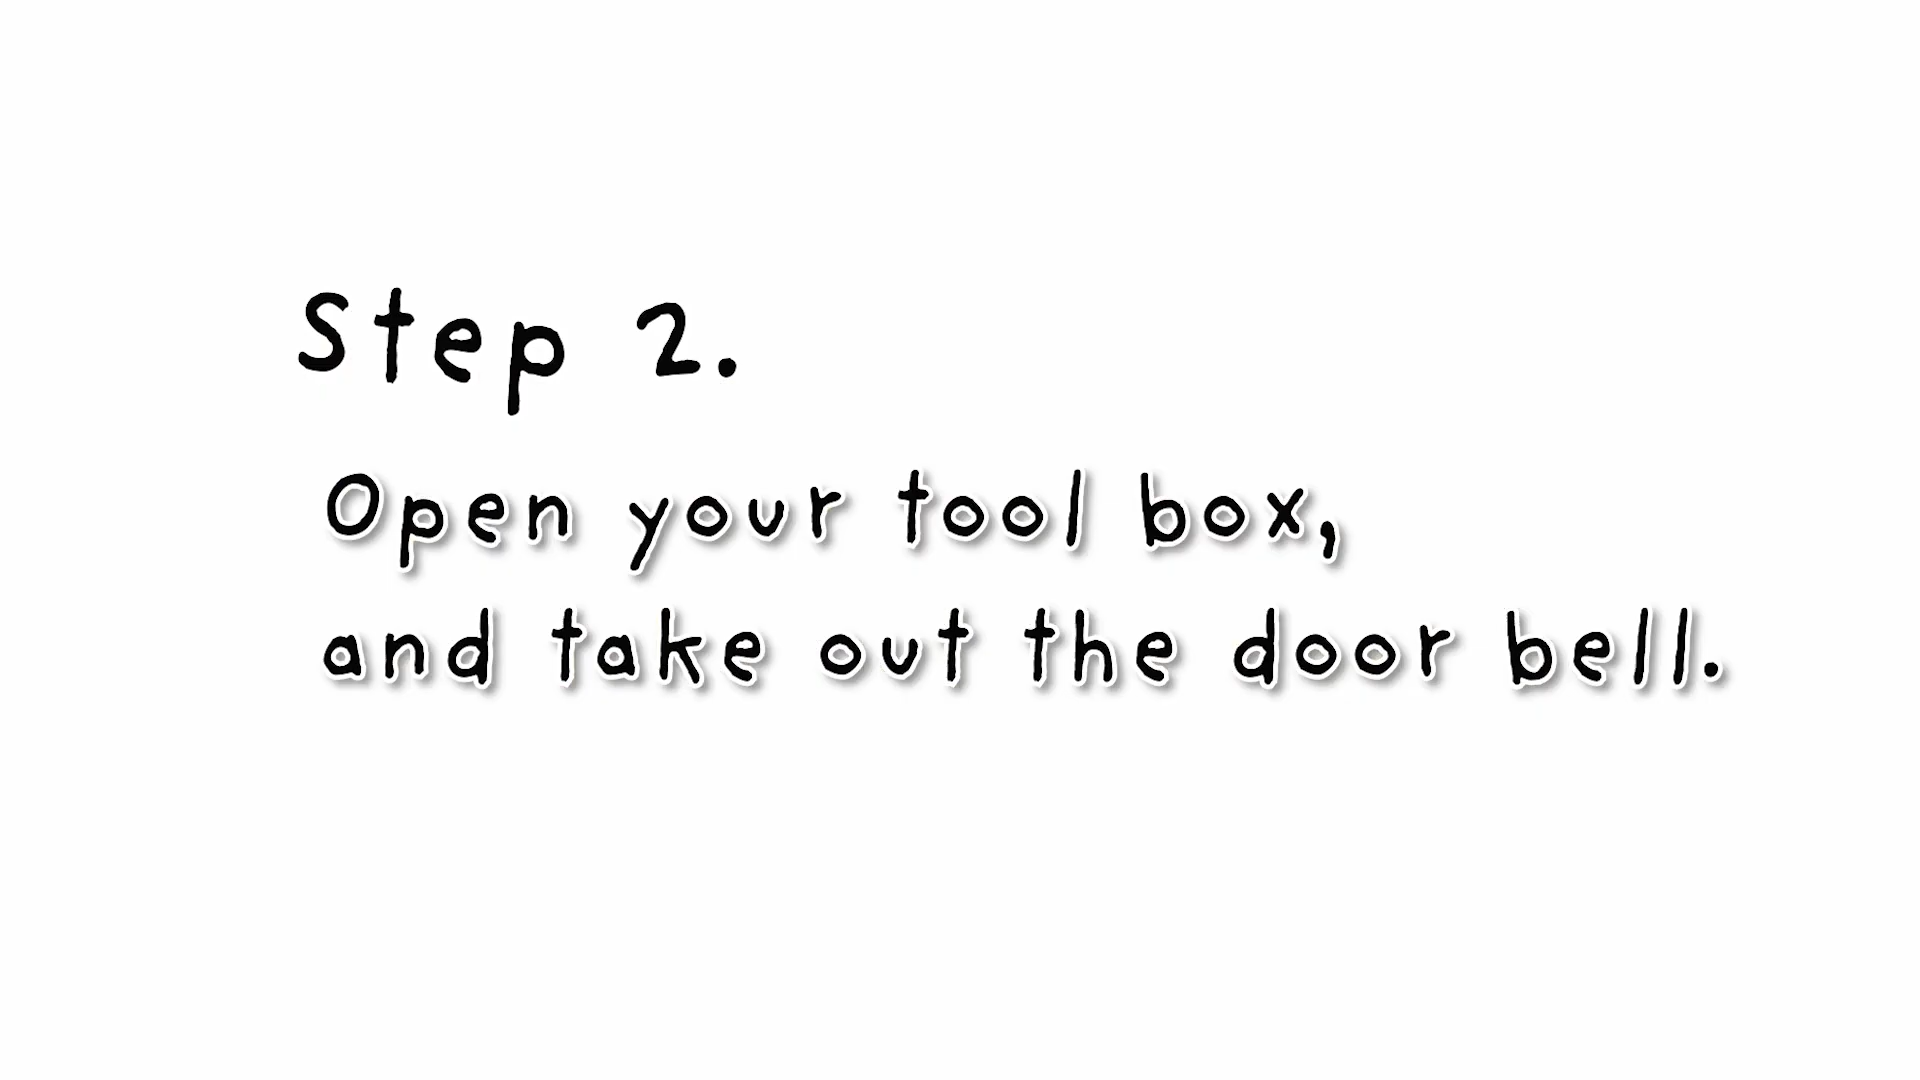 Step 2.
Open your tool box,
and take out the door bell.